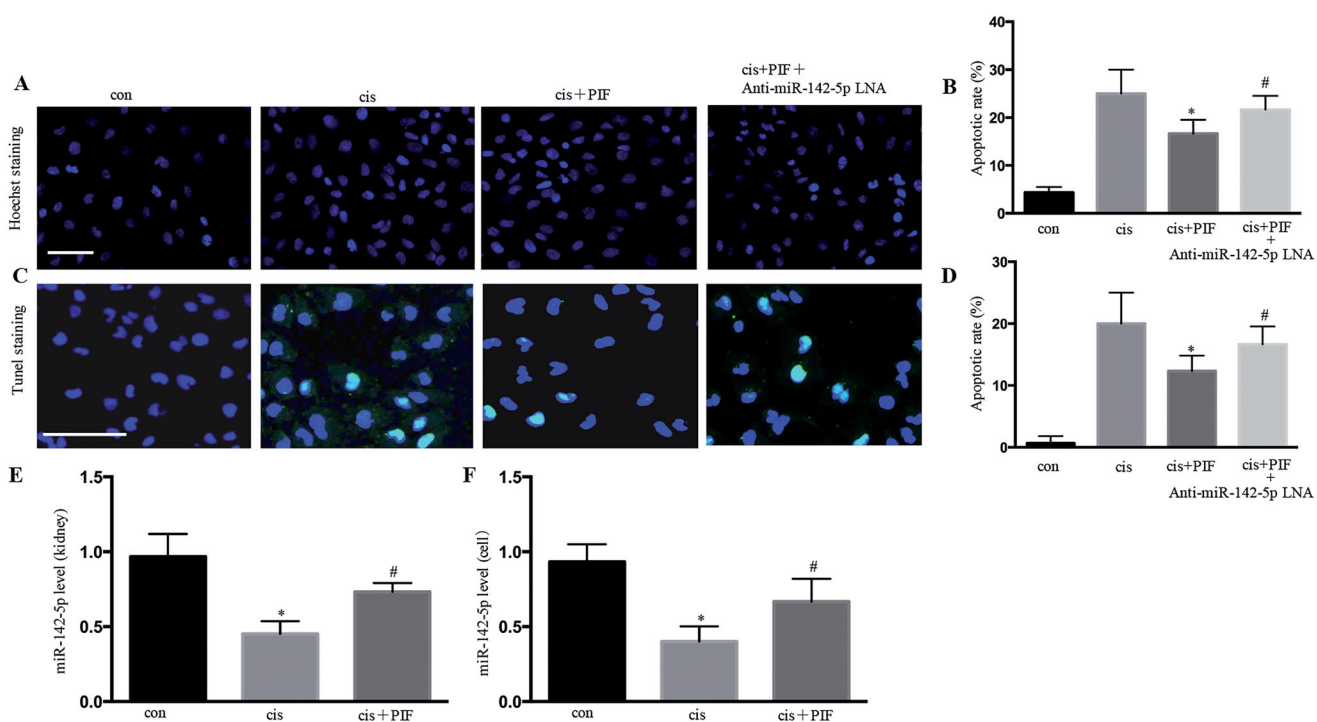 A
con
cis
cis+PIF
cis+PIF+
Anti-miR-142-5p LNA
Hoechst staining
B
Apoptotic rate (%)
40
30
20
10
0
*
#
con
cis
cis+PIF
cis+PIF
+
Anti-miR-142-5p LNA
C
Tunel staining
D
Apoptotic rate (%)
30
20
10
0
*
#
con
cis
cis+PIF
cis+PIF
+
Anti-miR-142-5p LNA
E
miR-142-5p level (kidney)
1.5
1.0
0.5
0.0
*
#
con
cis
cis+PIF
F
miR-142-5p level (cell)
1.5
1.0
0.5
0.0
*
#
con
cis
cis+PIF